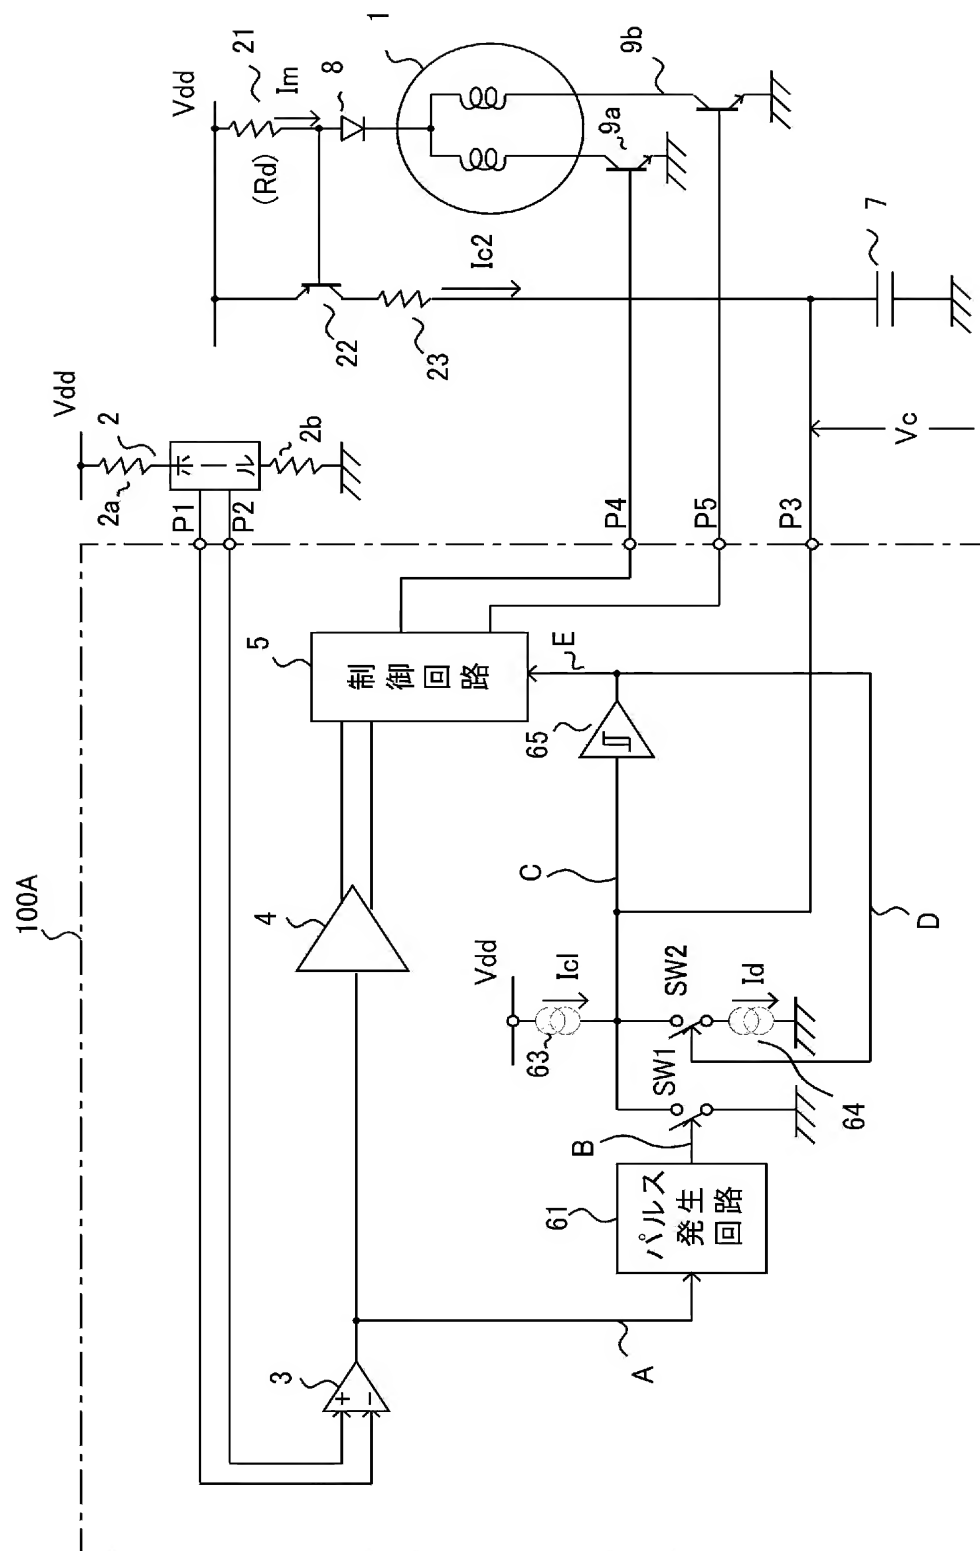 100A
Vdd
21
Im
(Rd)
8
1
9b
9a
22
23
Ic2
7
Vc
Vdd
2
2a
ホール
2b
P1
P2
P4
P5
P3
5
制御回路
E
65
4
C
D
Vdd
Icl
63
SW2
Id
SW1
64
B
61
パルス
発生
回路
3
+
-
A